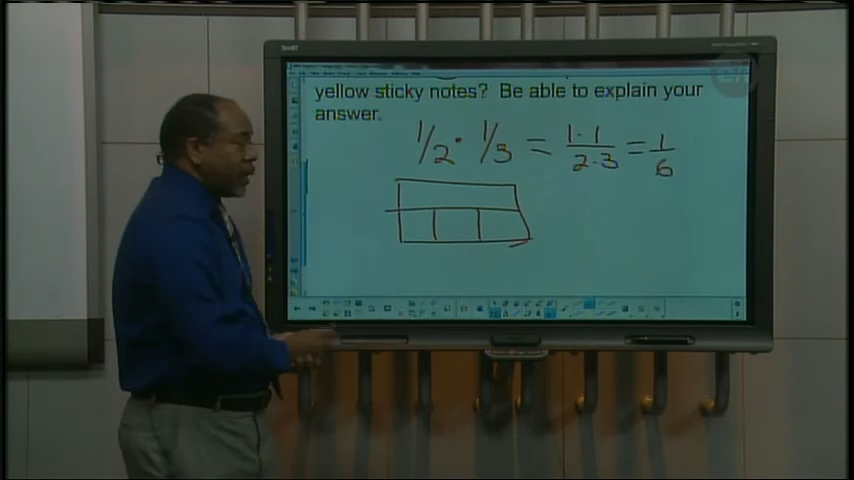 yellow sticky notes? Be able to explain your
answer.
1/2 · 1/3 = 1·1/2·3 = 1/6